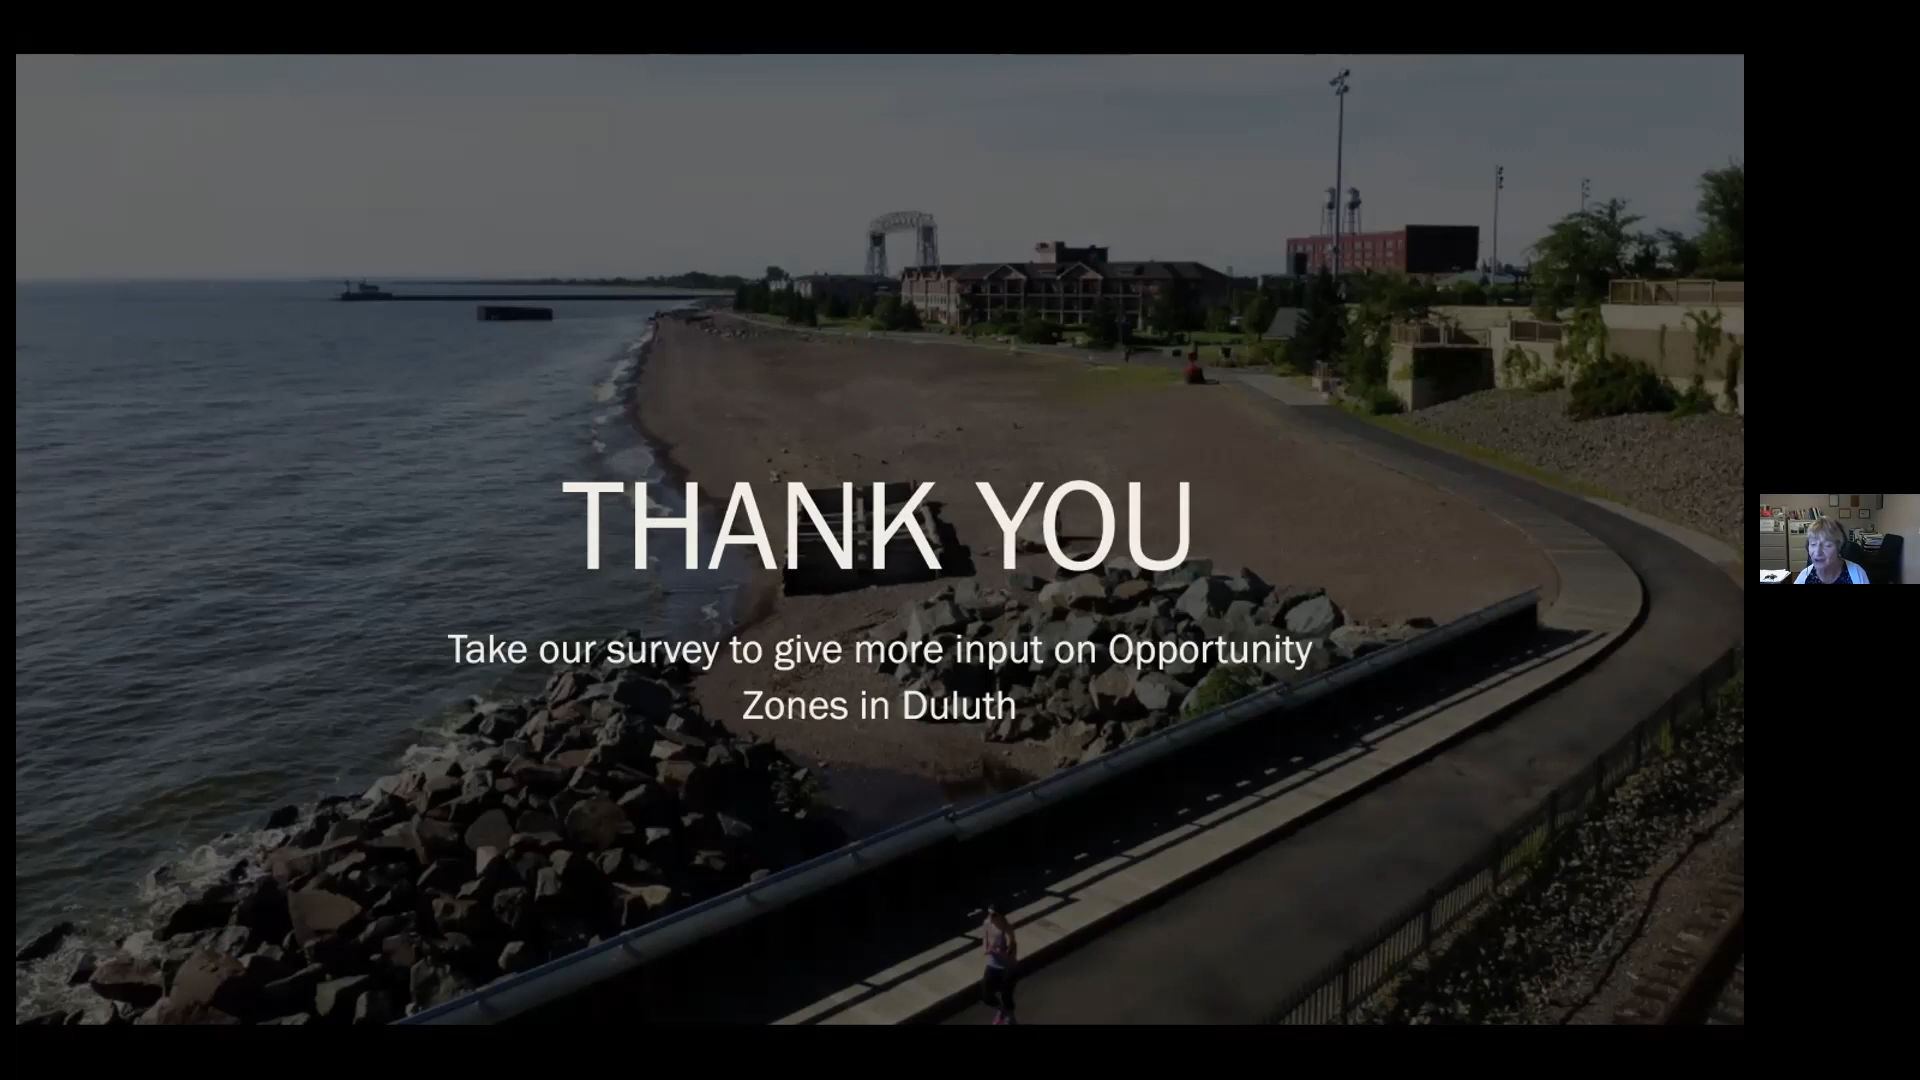 THANK YOU
Take our survey to give more input on Opportunity
Zones in Duluth